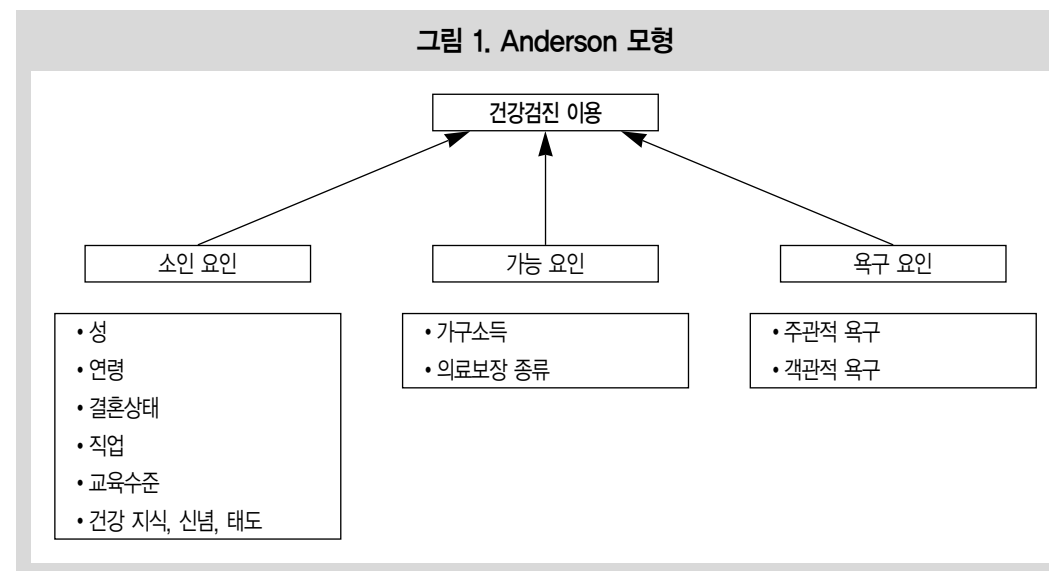 그림 1. Anderson 모형
건강검진 이용
소인 요인
가능 요인
욕구 요인
• 성
• 연령
• 결혼상태
• 직업
• 교육수준
• 건강 지식, 신념, 태도
• 가구소득
• 의료보장 종류
• 주관적 욕구
• 객관적 욕구